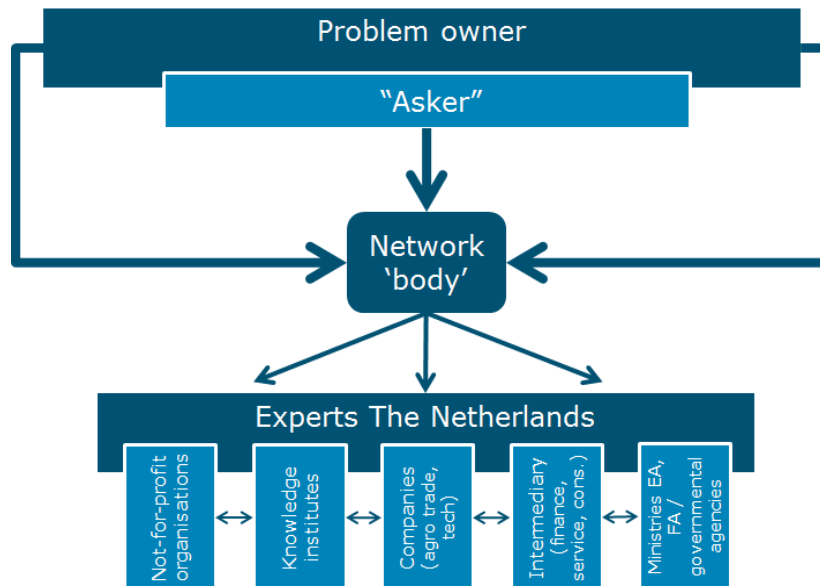 Problem owner
“Asker”
Network
‘body’
Experts The Netherlands
Not-for-profit
organisations
Knowledge
institutes
Companies
(agro trade,
tech)
Intermediary
(finance,
service, cons.)
Ministries EA,
FA /
governmental
agencies